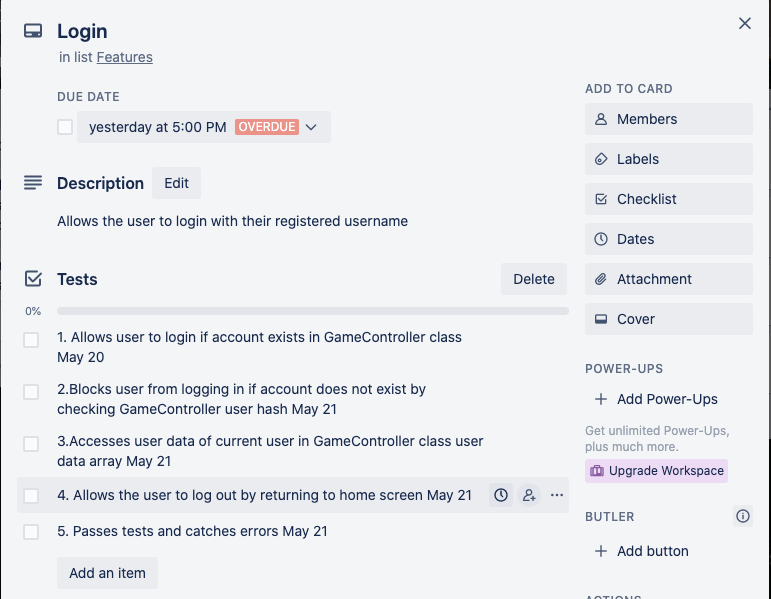 Login
in list Features
DUE DATE
yesterday at 5:00 PM OVERDUE
Description Edit
Allows the user to login with their registered username
Tests Delete
0%
1. Allows user to login if account exists in GameController class
May 20
2.Blocks user from logging in if account does not exist by
checking GameController user hash May 21
3.Accesses user data of current user in GameController class user
data array May 21
4. Allows the user to log out by returning to home screen May 21
5. Passes tests and catches errors May 21
Add an item
ADD TO CARD
Members
Labels
Checklist
Dates
Attachment
Cover
POWER-UPS
Add Power-Ups
Get unlimited Power-Ups,
plus much more.
Upgrade Workspace
BUTLER
Add button
ACTIONS